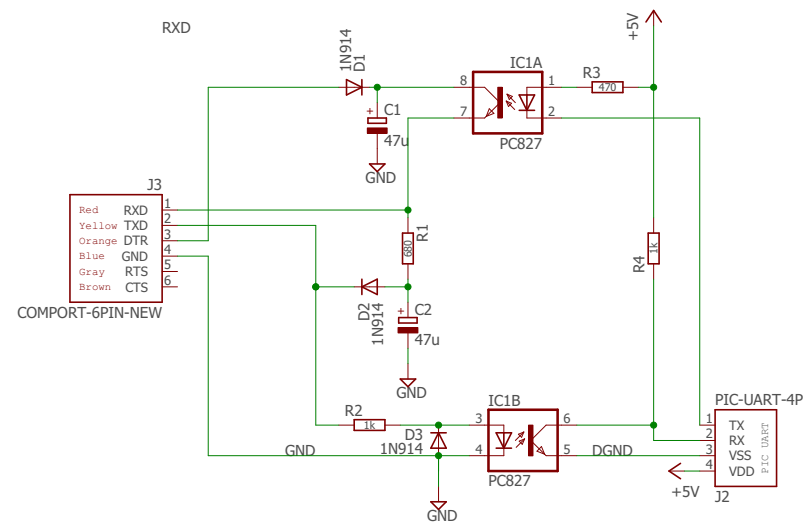 RXD
+5V
1N914
D1
IC1A
R3
470
8
1
7
2
+
C1
47u
GND
PC827
J3
Red
RXD
1
Yellow
TXD
2
Orange
DTR
3
Blue
GND
4
Gray
RTS
5
Brown
CTS
6
COMPORT-6PIN-NEW
R1
680
R4
1k
D2
1N914
+
C2
47u
GND
R2
1k
IC1B
3
6
D3
1N914
4
5
GND
DGND
PC827
GND
PIC-UART-4P
1
TX
2
RX
3
VSS
4
VDD
PIC UART
+5V
J2